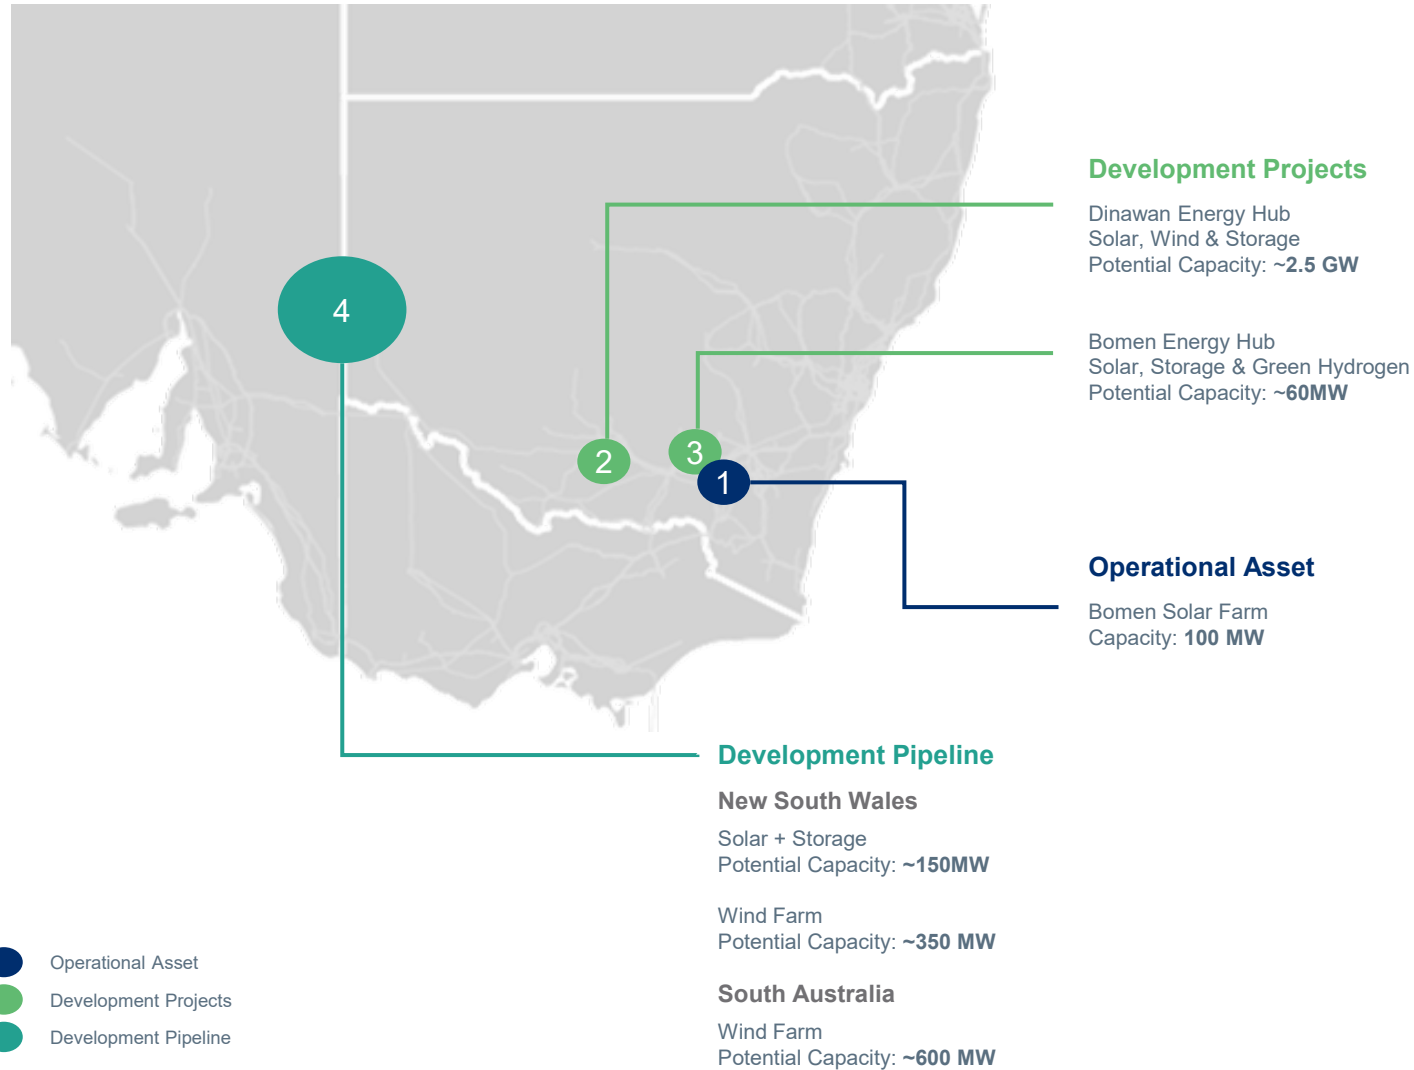 Development Projects
Dinawan Energy Hub
Solar, Wind & Storage
Potential Capacity: ~2.5 GW
Bomen Energy Hub
Solar, Storage & Green Hydrogen
Potential Capacity: ~60MW
4
2
3
1
Operational Asset
Bomen Solar Farm
Capacity: 100 MW
Development Pipeline
New South Wales
Solar + Storage
Potential Capacity: ~150MW
Wind Farm
Potential Capacity: ~350 MW
South Australia
Wind Farm
Potential Capacity: ~600 MW
Operational Asset
Development Projects
Development Pipeline